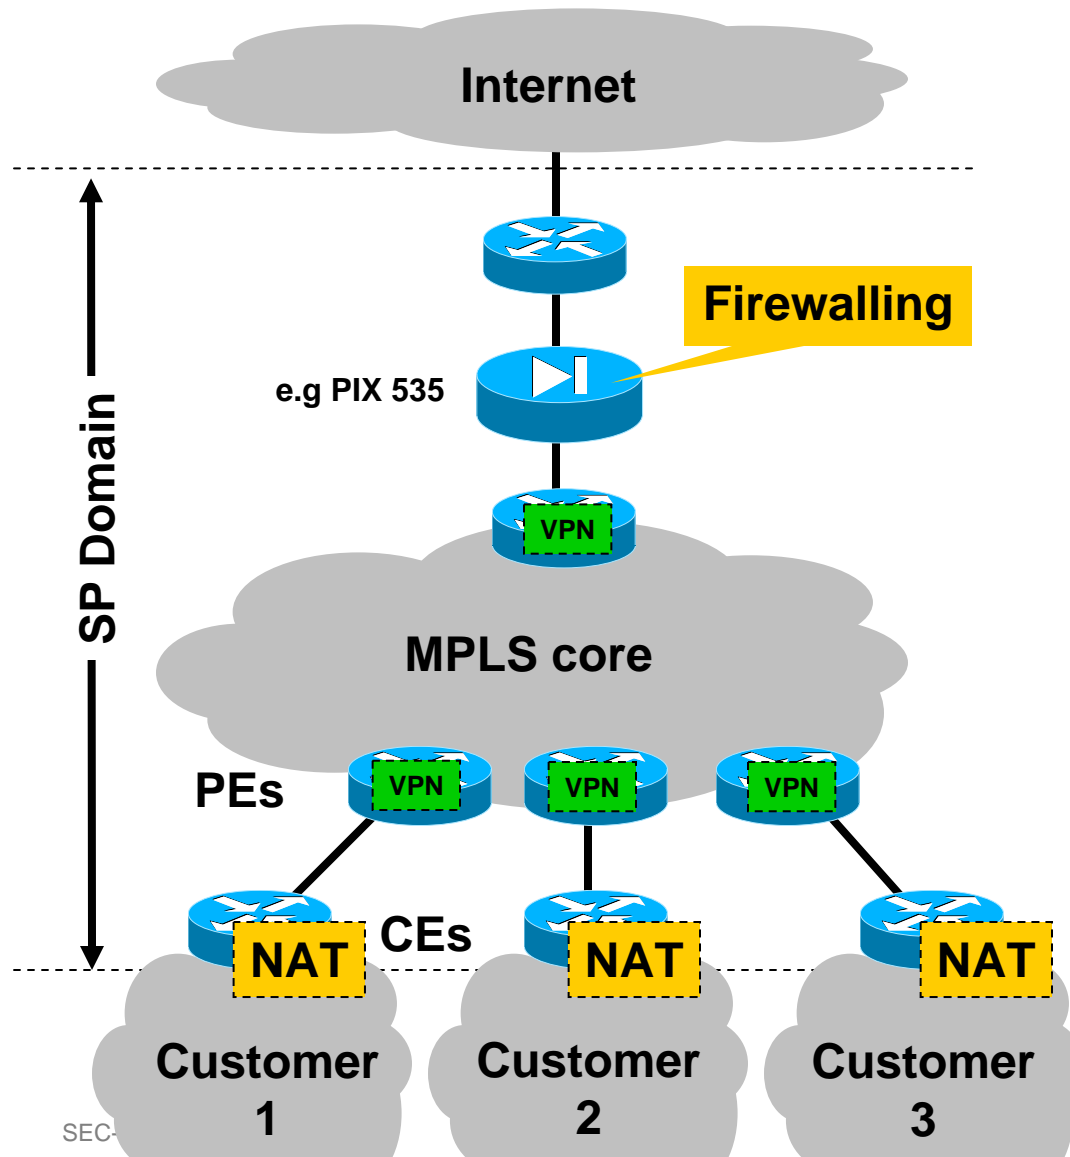 Internet
Firewalling
e.g PIX 535
SP Domain
VPN
MPLS core
PEs
VPN
VPN
VPN
CEs
NAT
NAT
NAT
Customer
1
Customer
2
Customer
3
SEC-